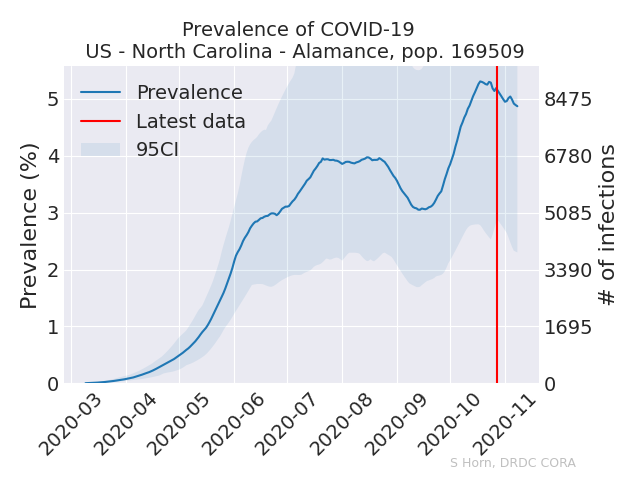 Prevalence of COVID-19
US - North Carolina - Alamance, pop. 169509
Prevalence
Latest data
95CI
Prevalence (%)
5
4
3
2
1
0
8475
6780
5085
3390
1695
0
# of infections
2020-03
2020-04
2020-05
2020-06
2020-07
2020-08
2020-09
2020-10
2020-11
S Horn, DRDC CORA